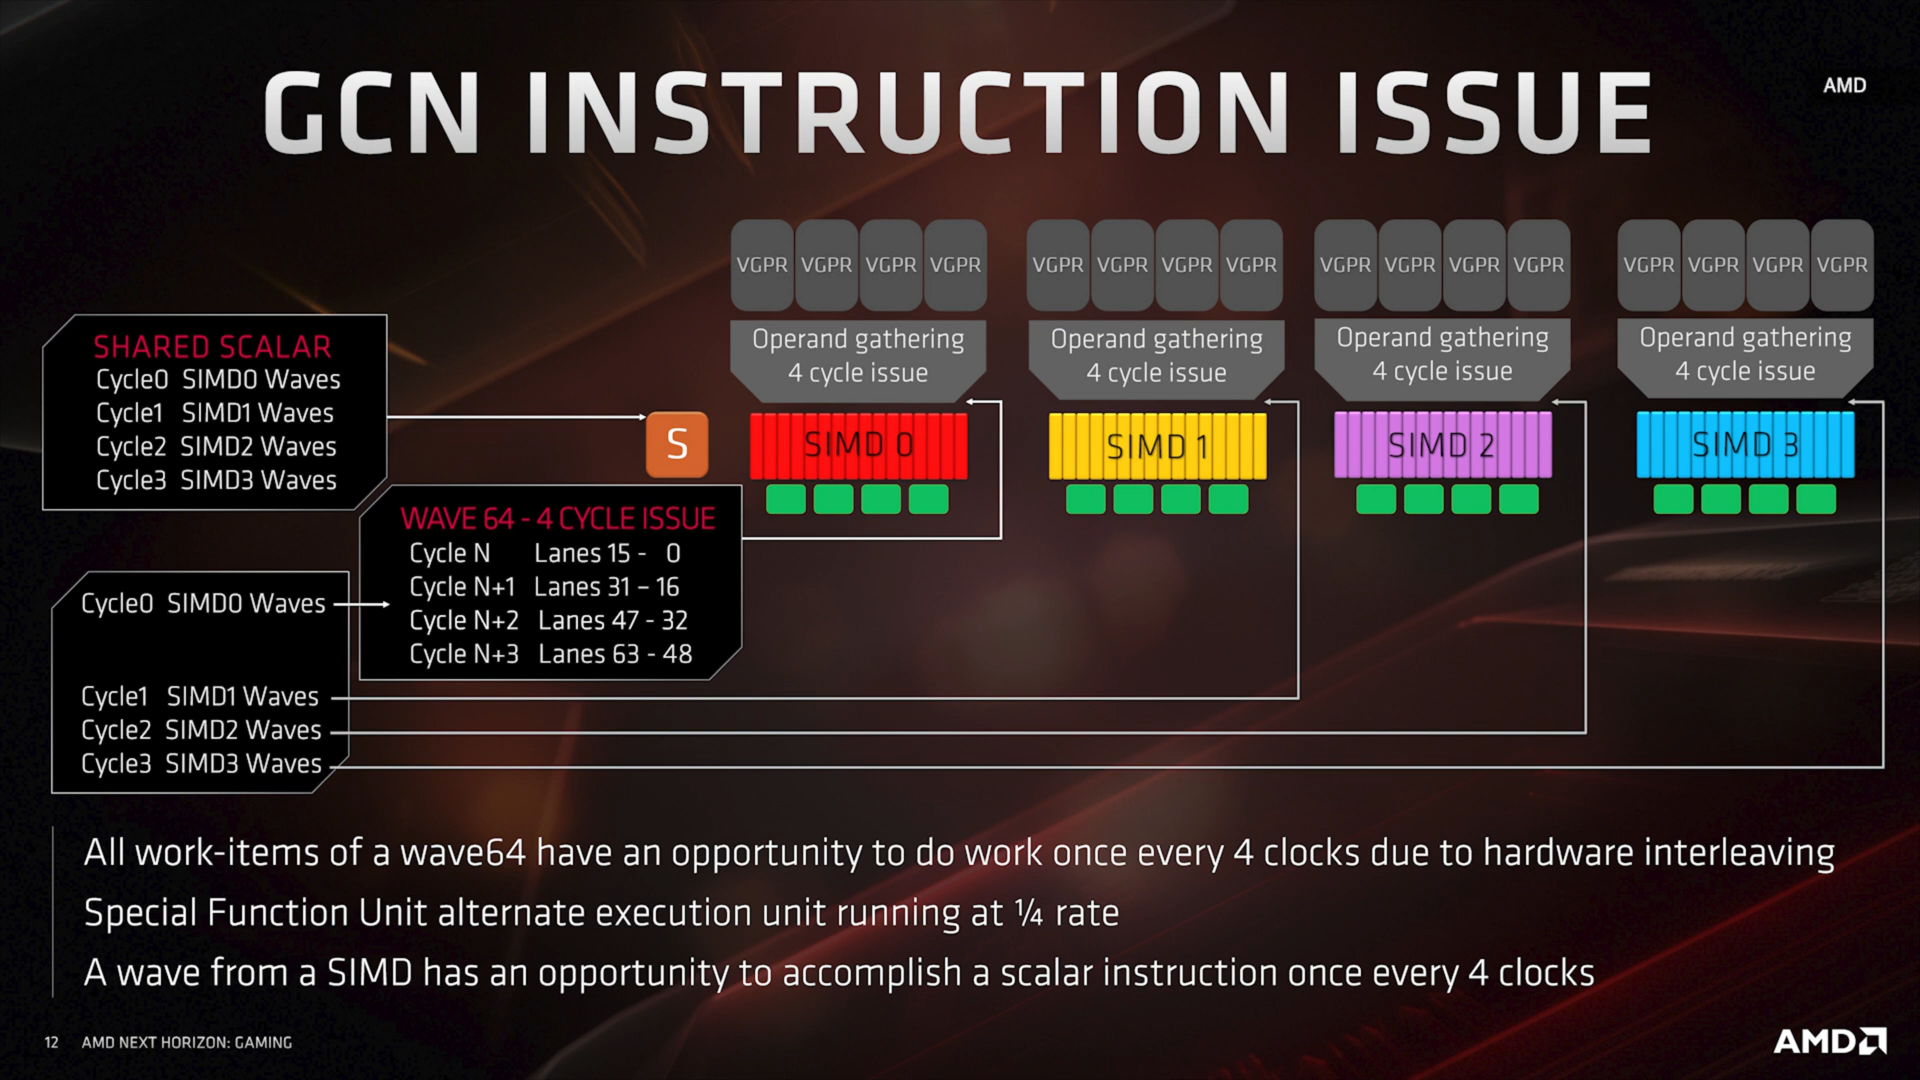 GCN INSTRUCTION ISSUE
AMD
VGPR VGPR VGPR VGPR
VGPR VGPR VGPR VGPR
VGPR VGPR VGPR VGPR
VGPR VGPR VGPR VGPR
Operand gathering
4 cycle issue
Operand gathering
4 cycle issue
Operand gathering
4 cycle issue
Operand gathering
4 cycle issue
SHARED SCALAR
Cycle0 SIMD0 Waves
Cycle1 SIMD1 Waves
Cycle2 SIMD2 Waves
Cycle3 SIMD3 Waves
S
SIMD 0
SIMD 1
SIMD 2
SIMD 3
WAVE 64 - 4 CYCLE ISSUE
Cycle N Lanes 15 - 0
Cycle N+1 Lanes 31 – 16
Cycle N+2 Lanes 47 - 32
Cycle N+3 Lanes 63 - 48
Cycle0 SIMD0 Waves
Cycle1 SIMD1 Waves
Cycle2 SIMD2 Waves
Cycle3 SIMD3 Waves
All work-items of a wave64 have an opportunity to do work once every 4 clocks due to hardware interleaving
Special Function Unit alternate execution unit running at ¼ rate
A wave from a SIMD has an opportunity to accomplish a scalar instruction once every 4 clocks
12 AMD NEXT HORIZON: GAMING
AMD